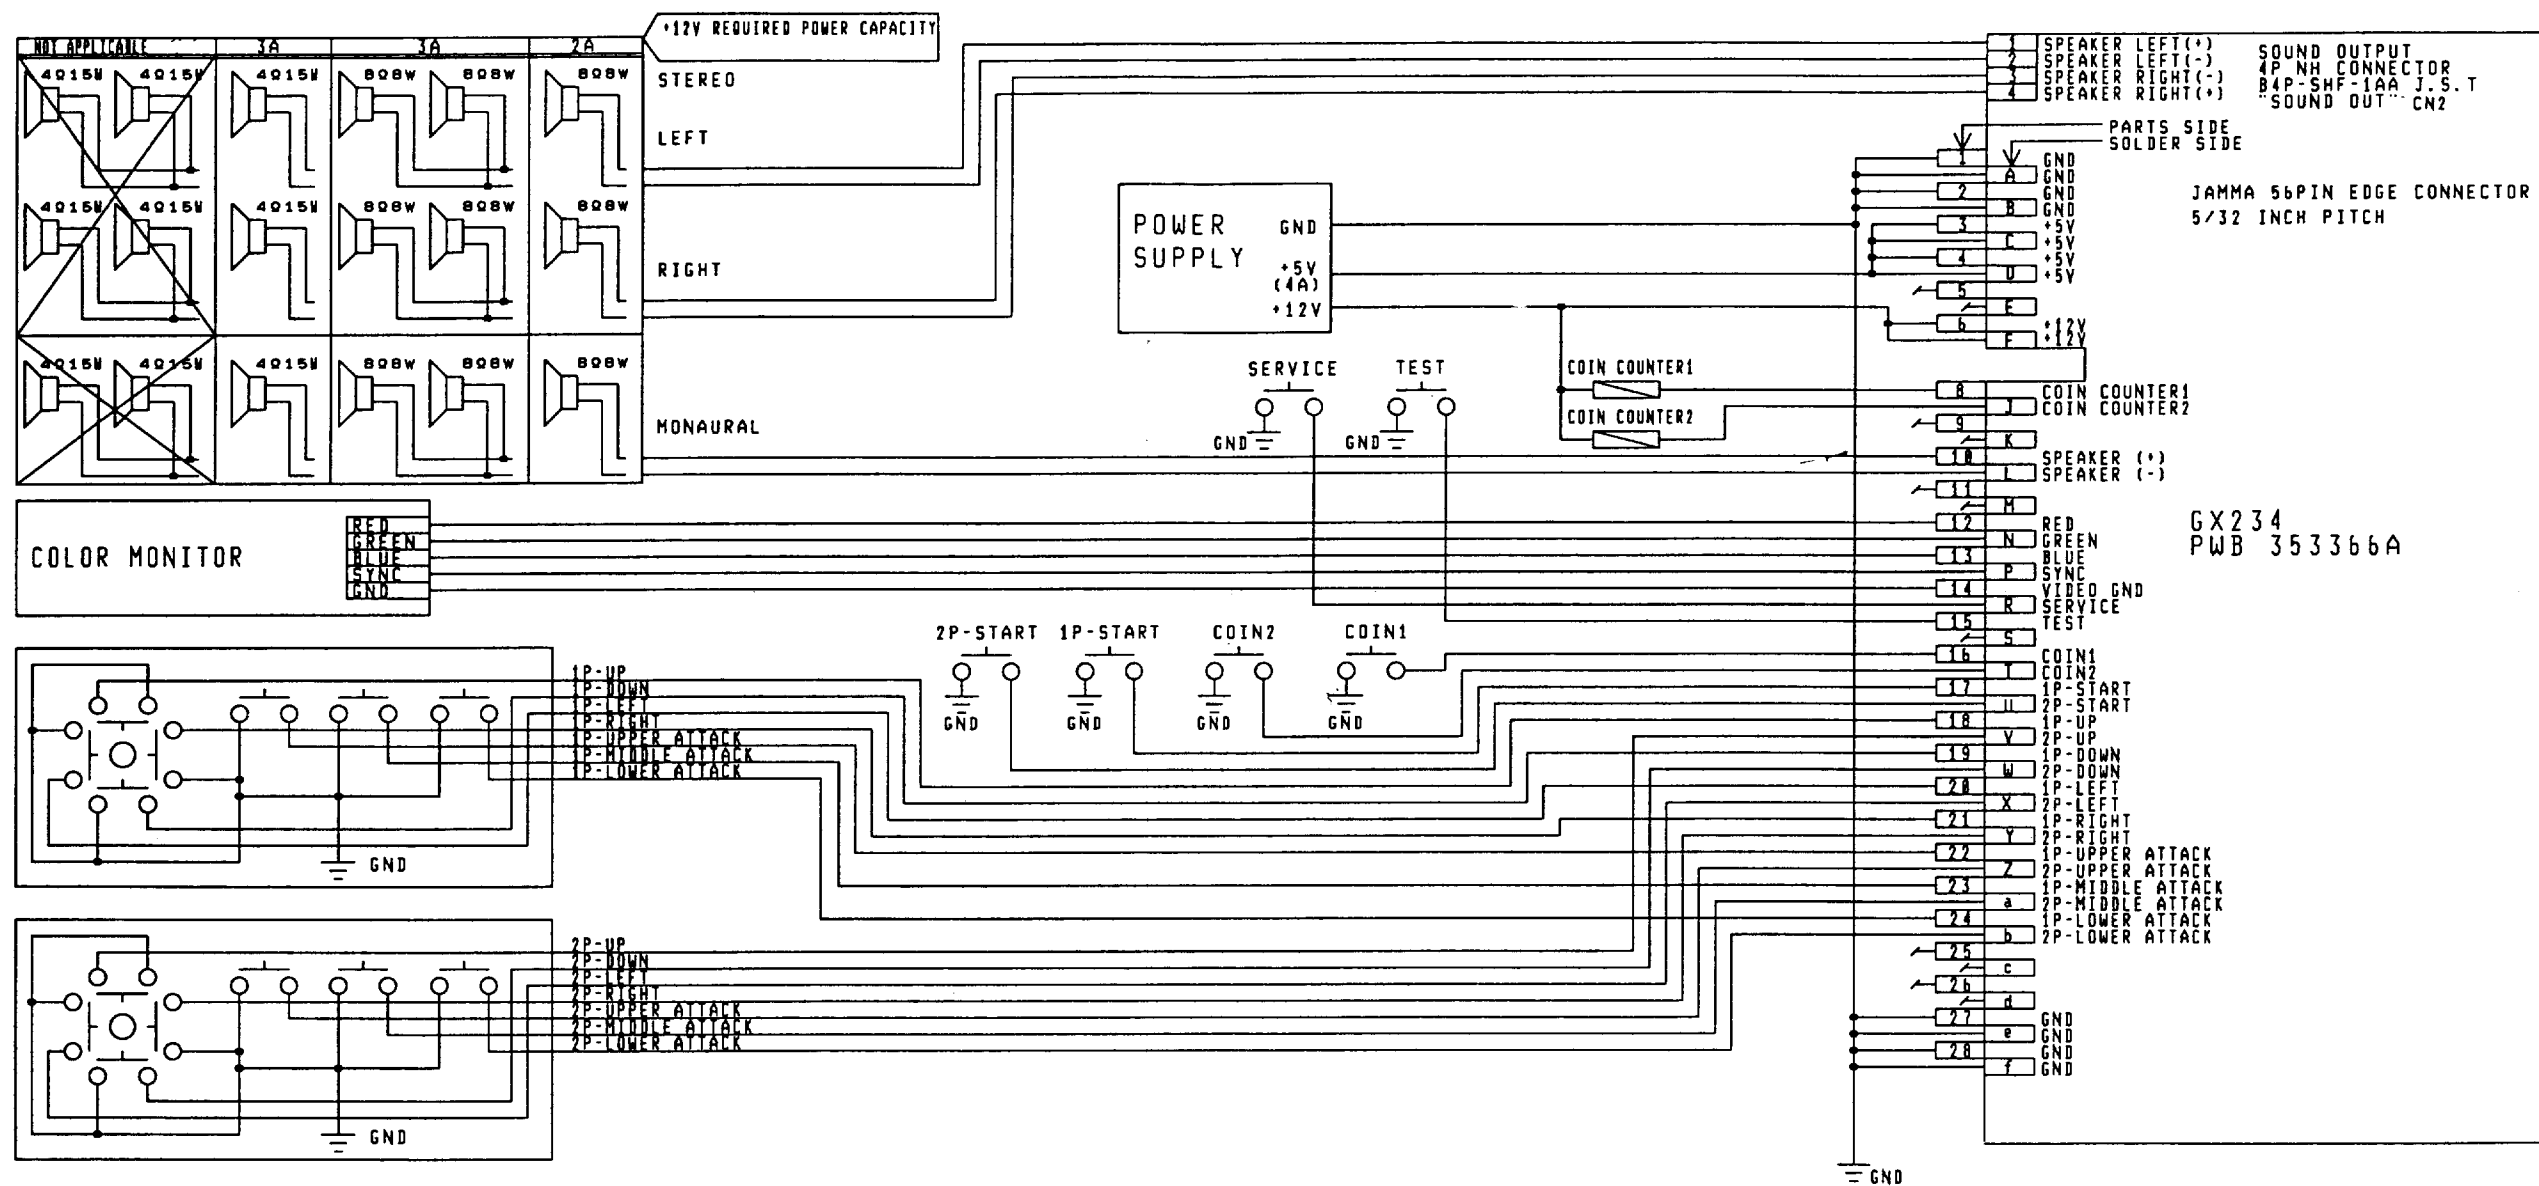 +12V REQUIRED POWER CAPACITY
NOT APPLICABLE 3A 3A 2A
4Ω15W 4Ω15W 4Ω15W 8Ω8W 8Ω8W 8Ω8W
STEREO
LEFT
4Ω15W 4Ω15W 4Ω15W 8Ω8W 8Ω8W 8Ω8W
RIGHT
4Ω15W 4Ω15W 4Ω15W 8Ω8W 8Ω8W 8Ω8W
MONAURAL
COLOR MONITOR
RED
GREEN
BLUE
SYNC
GND
1P-UP
1P-DOWN
1P-LEFT
1P-RIGHT
1P-UPPER ATTACK
1P-MIDDLE ATTACK
1P-LOWER ATTACK
GND
2P-UP
2P-DOWN
2P-LEFT
2P-RIGHT
2P-UPPER ATTACK
2P-MIDDLE ATTACK
2P-LOWER ATTACK
GND
POWER
SUPPLY
GND
+5V
(4A)
+12V
SERVICE TEST
GND GND
COIN COUNTER1
COIN COUNTER2
2P-START 1P-START COIN2 COIN1
GND GND GND GND
1 SPEAKER LEFT(+)
2 SPEAKER LEFT(-)
3 SPEAKER RIGHT(-)
4 SPEAKER RIGHT(+)
SOUND OUTPUT
4P NH CONNECTOR
B4P-SHF-1AA J.S.T
"SOUND OUT" CN2
PARTS SIDE
SOLDER SIDE
JAMMA 56PIN EDGE CONNECTOR
5/32 INCH PITCH
1 GND
A GND
2 GND
B GND
3 +5V
C +5V
4 +5V
D +5V
5
E
6 +12V
F +12V
8 COIN COUNTER1
J COIN COUNTER2
9
K
10 SPEAKER (+)
L SPEAKER (-)
11
M
12 RED
N GREEN
13 BLUE
P SYNC
14 VIDEO GND
R SERVICE
15 TEST
S
16 COIN1
T COIN2
17 1P-START
U 2P-START
18 1P-UP
V 2P-UP
19 1P-DOWN
W 2P-DOWN
20 1P-LEFT
X 2P-LEFT
21 1P-RIGHT
Y 2P-RIGHT
22 1P-UPPER ATTACK
Z 2P-UPPER ATTACK
23 1P-MIDDLE ATTACK
a 2P-MIDDLE ATTACK
24 1P-LOWER ATTACK
b 2P-LOWER ATTACK
25
c
26
d
27 GND
e GND
28 GND
f GND
GX234
PWB 353366A
GND